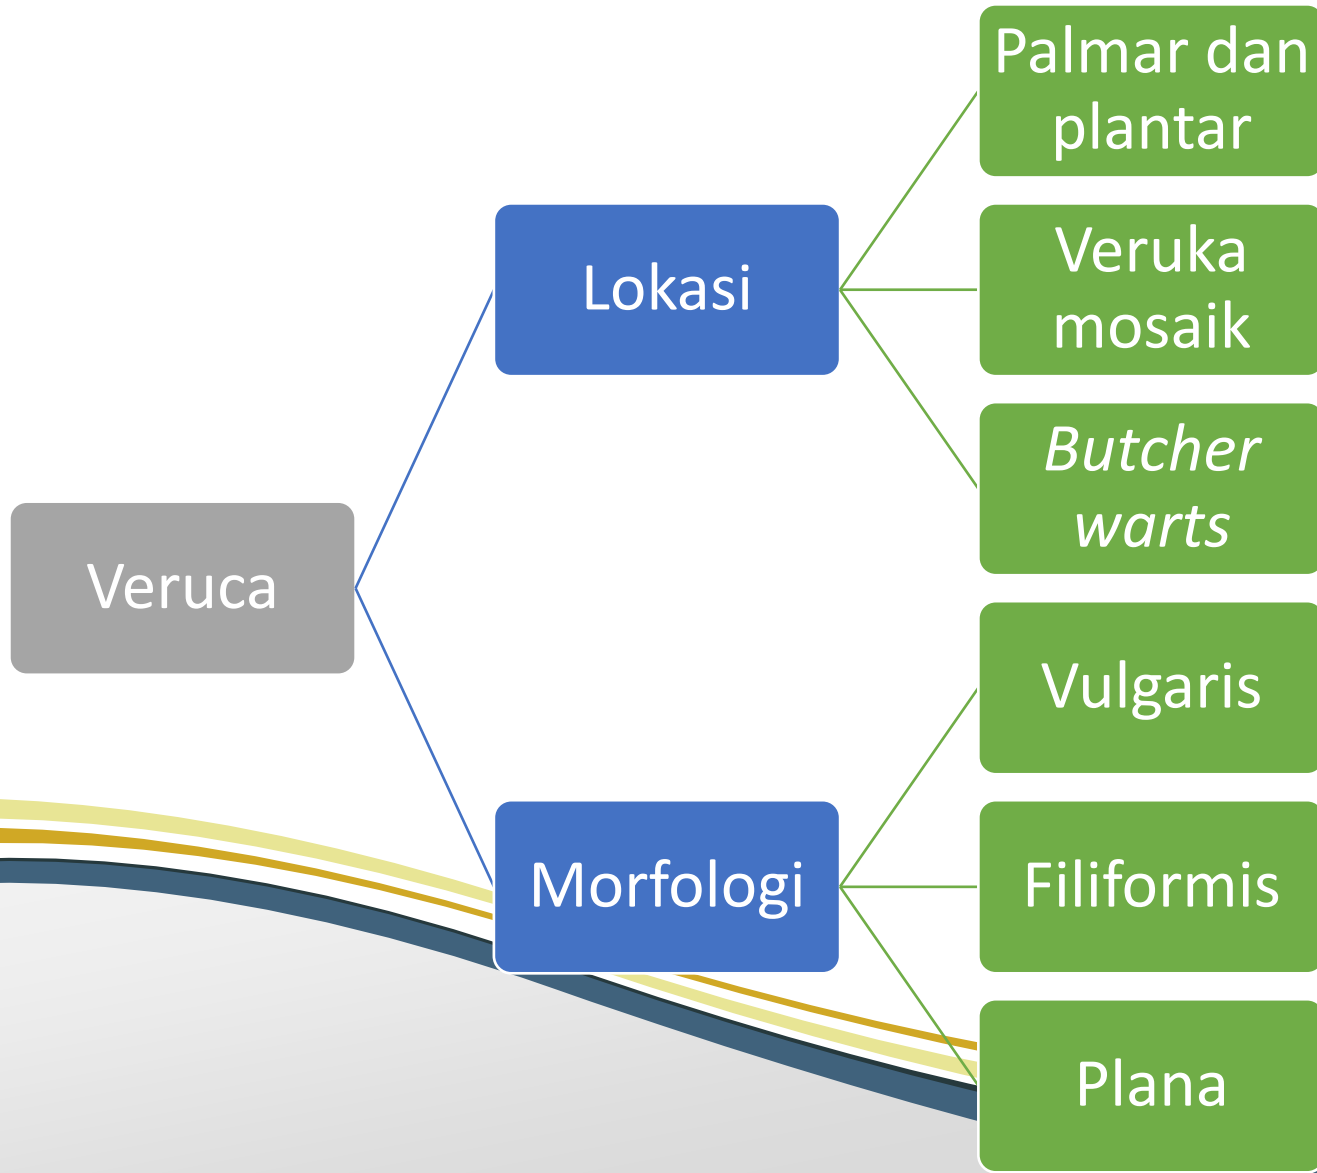 Veruca
Lokasi
Palmar dan
plantar
Veruka
mosaik
Butcher
warts
Morfologi
Vulgaris
Filiformis
Plana